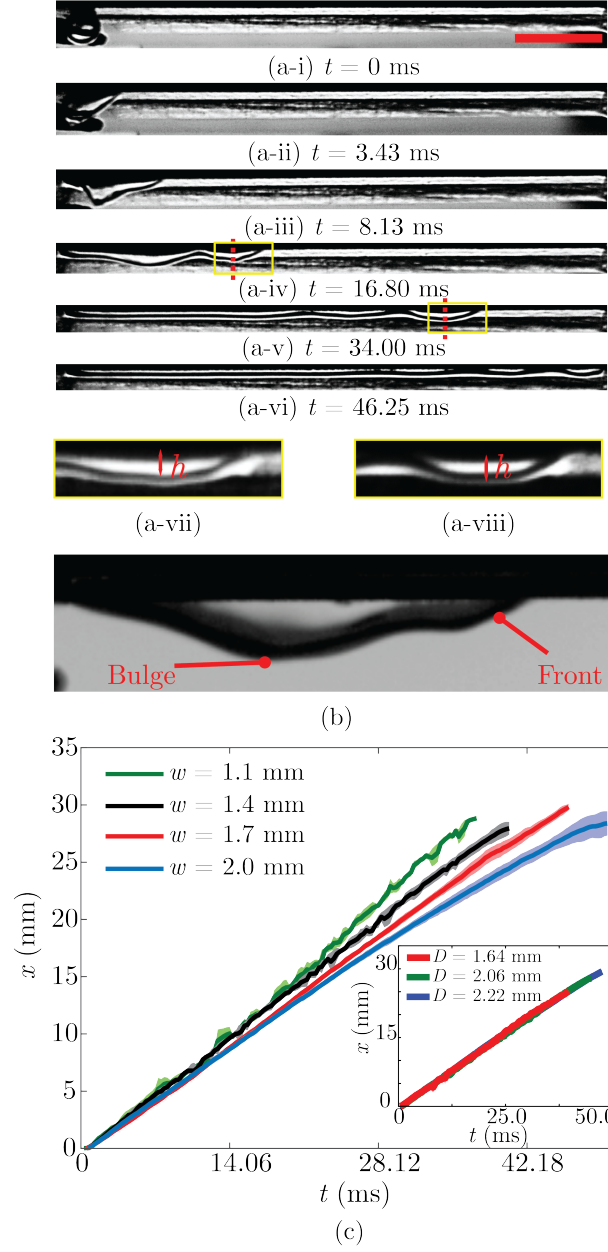 (a-i) t = 0 ms
(a-ii) t = 3.43 ms
(a-iii) t = 8.13 ms
(a-iv) t = 16.80 ms
(a-v) t = 34.00 ms
(a-vi) t = 46.25 ms
h
h
(a-vii)
(a-viii)
Bulge
Front
(b)
35
30
25
20
15
10
5
0
x (mm)
w = 1.1 mm
w = 1.4 mm
w = 1.7 mm
w = 2.0 mm
30
15
0
x (mm)
D = 1.64 mm
D = 2.06 mm
D = 2.22 mm
0 25.0 50.0
t (ms)
0 14.06 28.12 42.18
t (ms)
(c)